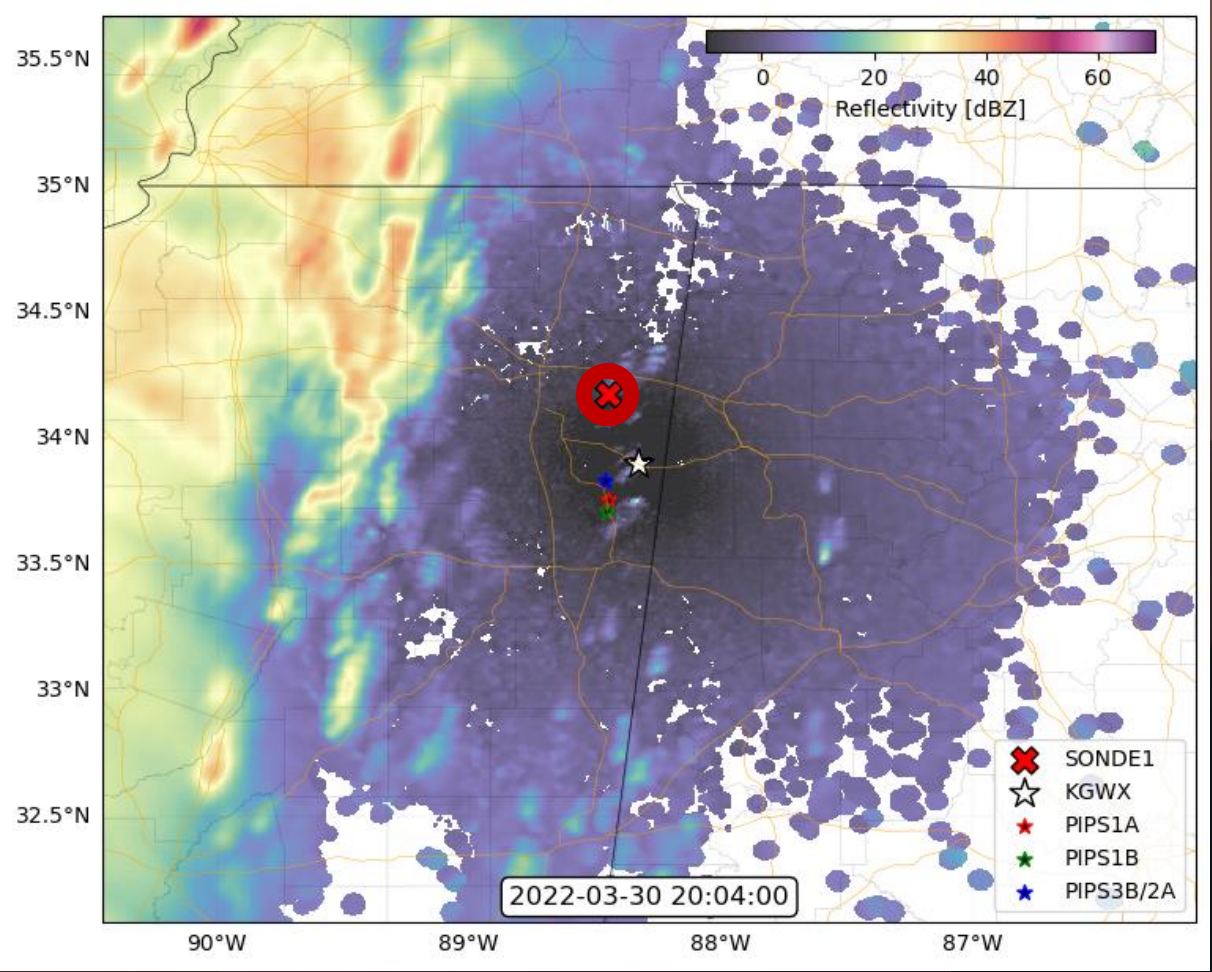 35.5°N
35°N
34.5°N
34°N
33.5°N
33°N
32.5°N
0 20 40 60
Reflectivity [dBZ]
SONDE1
KGWX
PIPS1A
PIPS1B
PIPS3B/2A
2022-03-30 20:04:00
90°W 89°W 88°W 87°W